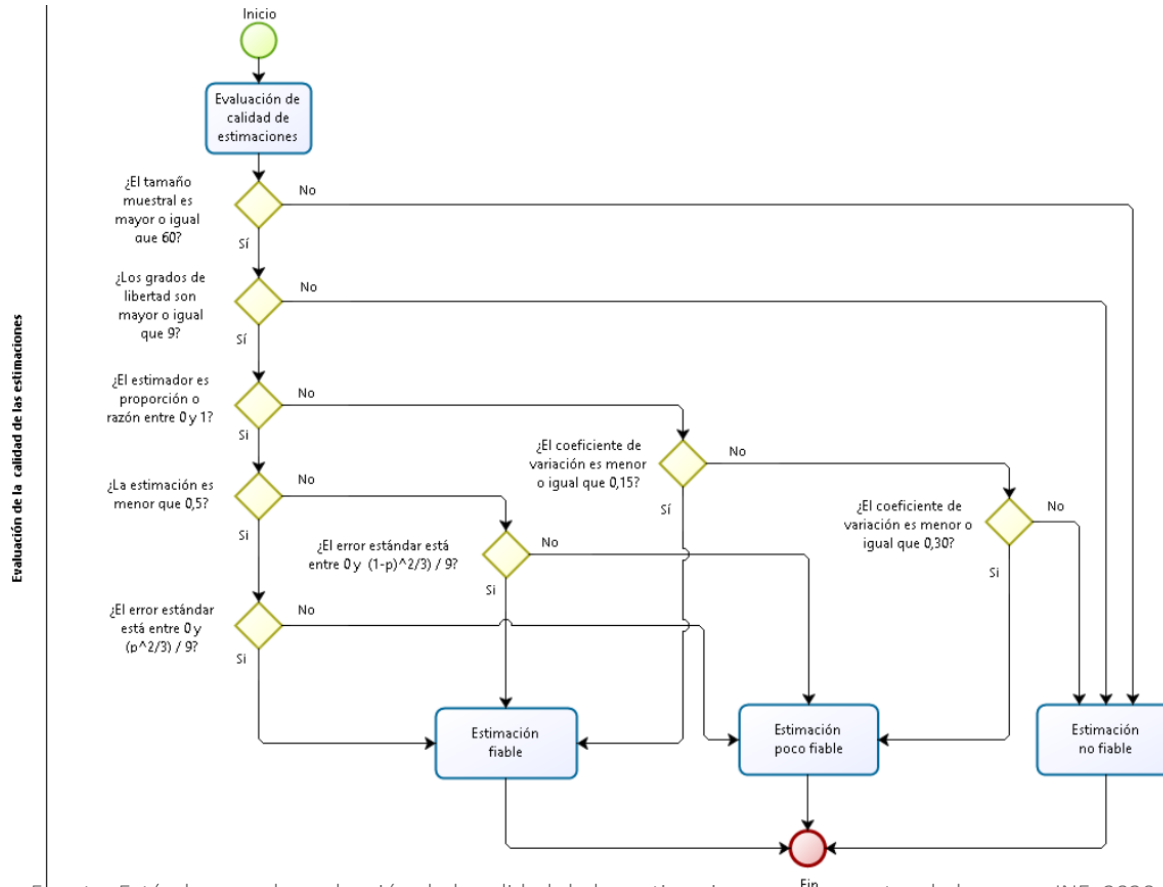 Evaluación de la calidad de las estimaciones
Inicio
Evaluación de
calidad de
estimaciones
¿El tamaño
muestral es
mayor o igual
que 60?
No
Sí
¿Los grados de
libertad son
mayor o igual
que 9?
No
Sí
¿El estimador es
proporción o
razón entre 0 y 1?
No
Si
¿El coeficiente de
variación es menor
o igual que 0,15?
No
Sí
¿La estimación es
menor que 0,5?
No
Si
¿El coeficiente de
variación es menor o
igual que 0,30?
No
Si
¿El error estándar está
entre 0 y (1-p)^2/3) / 9?
No
Si
¿El error estándar
está entre 0 y
(p^2/3) / 9?
No
Si
Estimación
fiable
Estimación
poco fiable
Estimación
no fiable
Fin